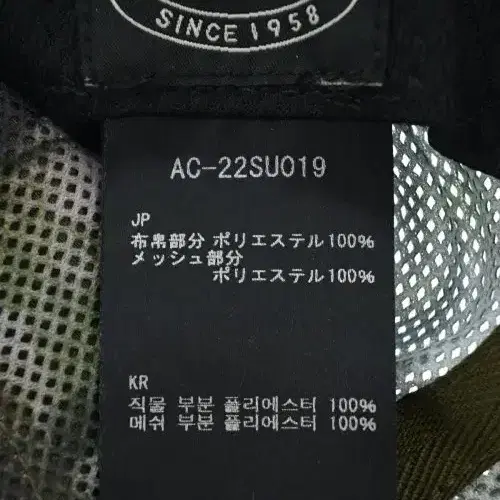 SINCE 1958
AC-22SU019
JP
布帛部分 ポリエステル100%
メッシュ部分
ポリエステル100%
KR
직물 부분 폴리에스터 100%
메쉬 부분 폴리에스터 100%